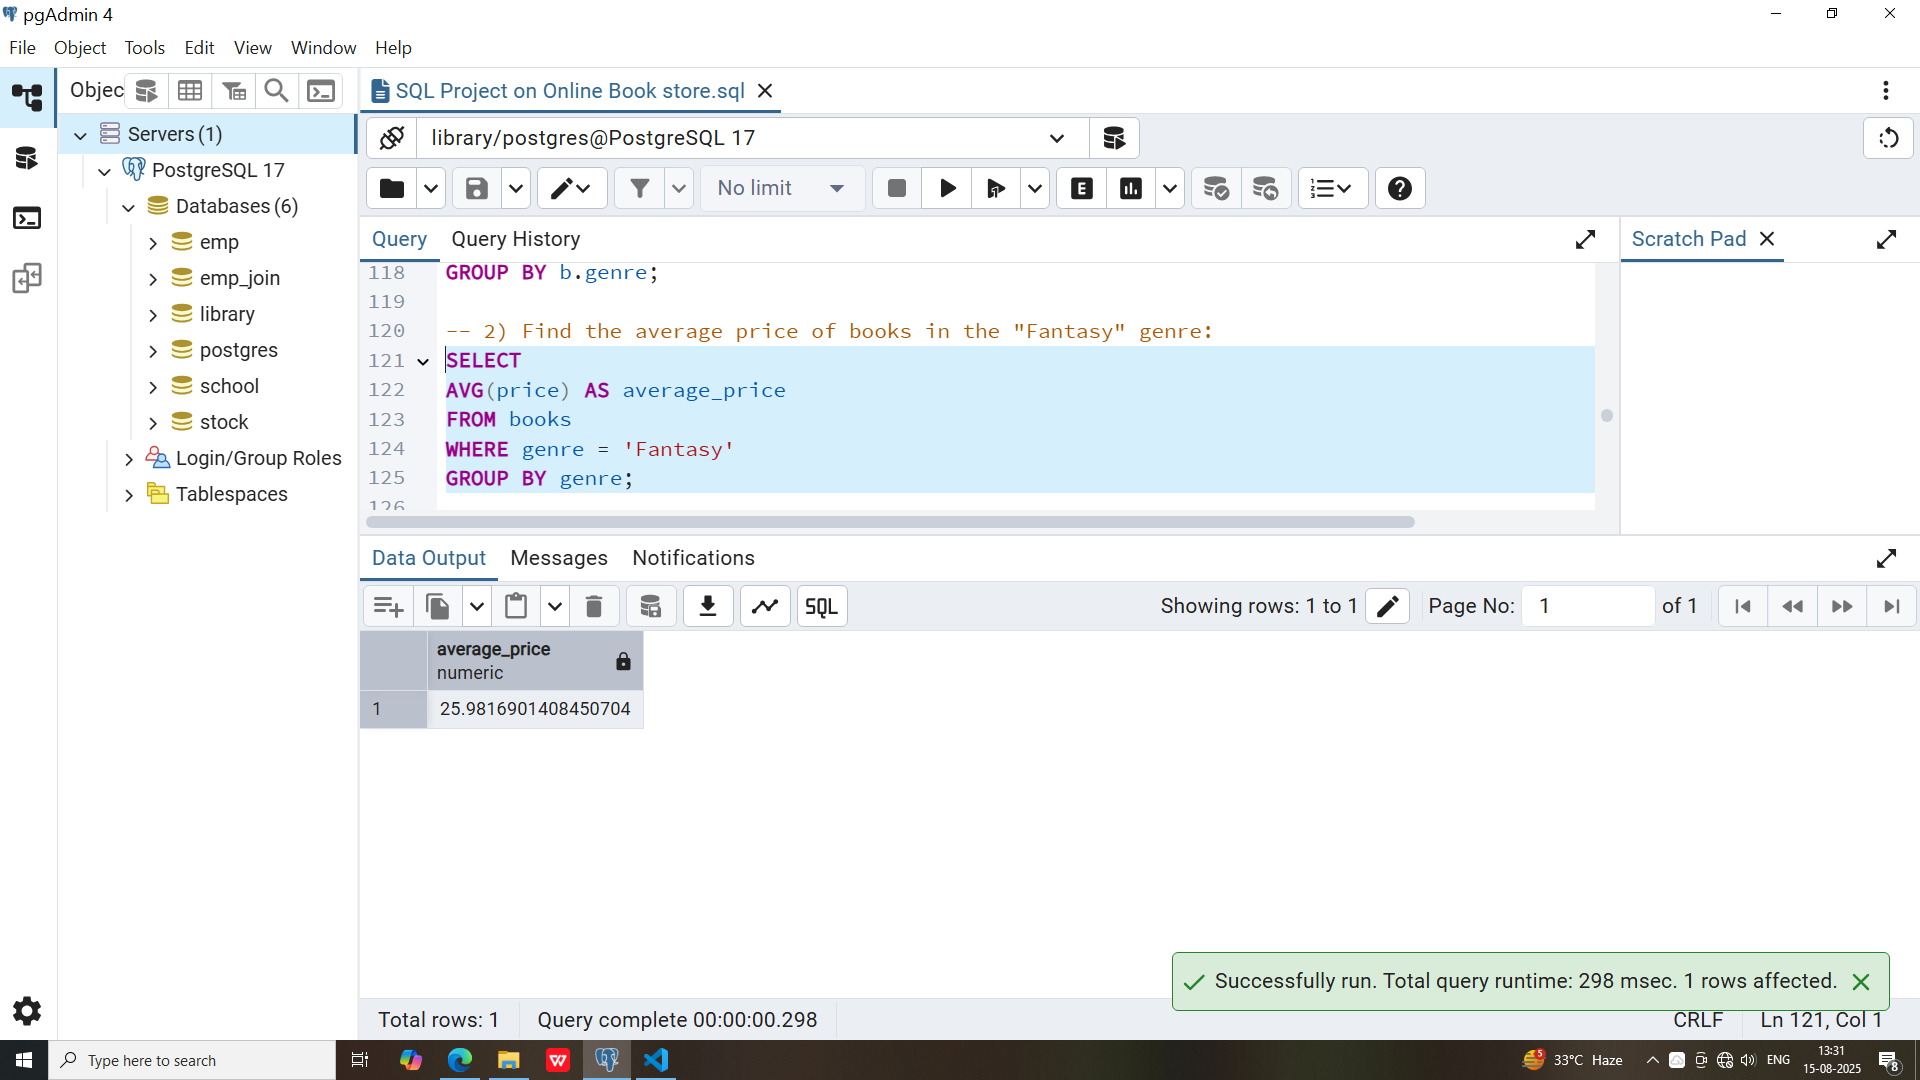 pgAdmin 4
File Object Tools Edit View Window Help
Objec
SQL Project on Online Book store.sql
Servers (1)
PostgreSQL 17
Databases (6)
emp
emp_join
library
postgres
school
stock
Login/Group Roles
Tablespaces
library/postgres@PostgreSQL 17
No limit
E
Query Query History
Scratch Pad
118 GROUP BY b.genre;
119
120 -- 2) Find the average price of books in the "Fantasy" genre:
121 SELECT
122 AVG(price) AS average_price
123 FROM books
124 WHERE genre = 'Fantasy'
125 GROUP BY genre;
126
Data Output Messages Notifications
SQL
Showing rows: 1 to 1 Page No: 1 of 1
average_price
numeric
1 25.9816901408450704
Successfully run. Total query runtime: 298 msec. 1 rows affected.
Total rows: 1 Query complete 00:00:00.298 CRLF Ln 121, Col 1
Type here to search
W
5
33°C Haze
ENG
13:31
15-08-2025
8